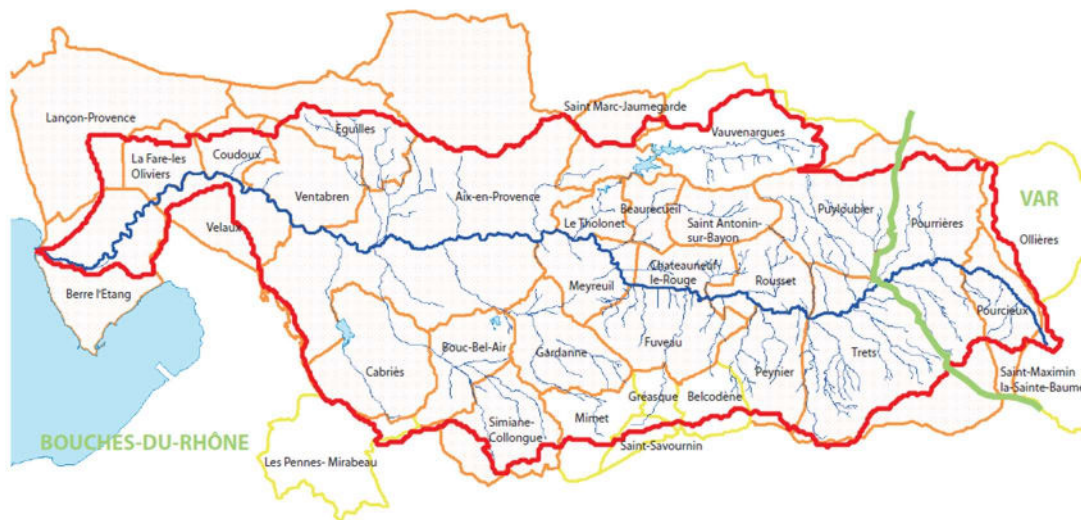 Lançon-Provence
La Fare-les
Oliviers
Coudoux
Eguilles
Ventabren
Velaux
Berre l'Etang
Aix-en-Provence
Saint Marc-Jaumegarde
Vauvenargues
Le Tholonet
Beaurecueil
Saint Antonin-
sur-Bayon
Puyloubier
Pourrières
VAR
Ollières
Meyreuil
Chateauneuf-
le-Rouge
Rousset
Pourcieux
Cabriès
Bouc-Bel-Air
Gardanne
Fuveau
Peynier
Trets
Saint-Maximin
la-Sainte-Baume
Gréasque
Belcodène
Mimet
Simiane-
Collongue
Saint-Savournin
BOUCHES-DU-RHÔNE
Les Pennes- Mirabeau